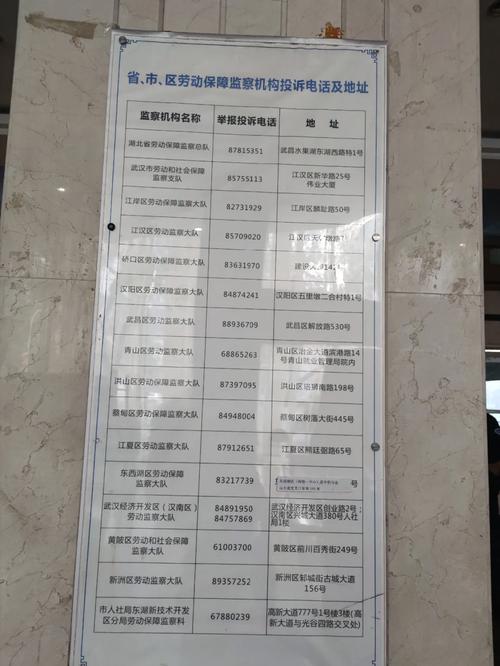 省、市、区劳动保障监察机构投诉电话及地址
监察机构名称 举报投诉电话 地 址
湖北省劳动保障监察总队 87815351 武昌水果湖东湖西路特1号
武汉市劳动和社会保障
监察支队 85755113 江汉区新华路25号
伟业大厦
江岸区劳动保障监察大队 82731929 江岸区麟趾路50号
江汉区劳动监察大队 85709020 江汉区天
硚口区劳动保障监察大队 83631970 建设大
汉阳区劳动保障监察大队 84874241 汉阳区五里墩二合村特1号
武昌区劳动监察大队 88936709 武昌区解放路530号
青山区劳动监察大队 68865263 青山区冶金大道滨港路14
号青山就业管理局院内
洪山区劳动监察大队 87397095 洪山区珞狮南路198号
蔡甸区劳动保障监察大队 84948004 蔡甸区树藩大街445号
江夏区劳动监察大队 87912651 江夏区熊廷弼路65号
东西湖区劳动保障
监察大队 83217739 号
武汉经济开发区（汉南区）
劳动监察大队 84891950
84757869 武汉经济开发区创业路2号；
汉南区兴城大道380号人社
局1楼
黄陂区劳动和社会保障
监察大队 61003700 黄陂区前川百秀街249号
新洲区劳动监察大队 89357252 新洲区邾城街古城大道
156号
市人社局东湖新技术开发
区分局劳动保障监察科 67880239 高新大道777号1号楼3楼(高
新大道与光谷四路交叉处)